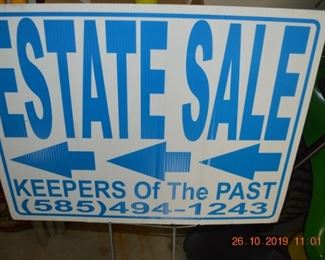 ESTATE SALE
KEEPERS Of The PAST
(585)494-1243
26.10.2019 11:01